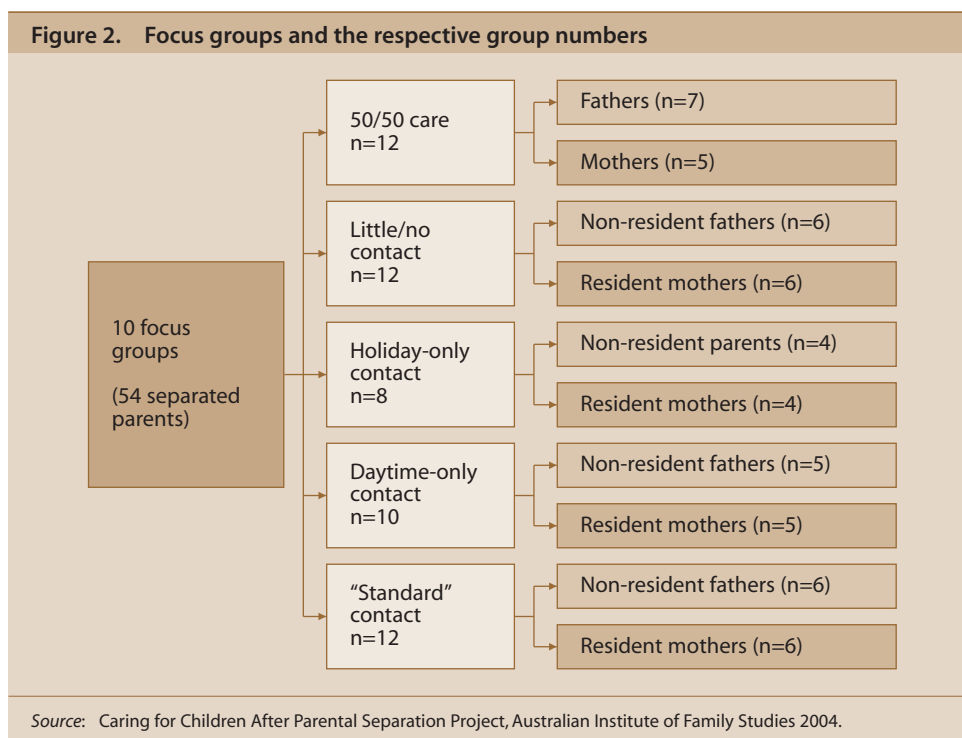 Figure 2. Focus groups and the respective group numbers
10 focus
groups
(54 separated
parents)
50/50 care
n=12
Fathers (n=7)
Mothers (n=5)
Little/no
contact
n=12
Non-resident fathers (n=6)
Resident mothers (n=6)
Holiday-only
contact
n=8
Non-resident parents (n=4)
Resident mothers (n=4)
Daytime-only
contact
n=10
Non-resident fathers (n=5)
Resident mothers (n=5)
“Standard”
contact
n=12
Non-resident fathers (n=6)
Resident mothers (n=6)
Source: Caring for Children After Parental Separation Project, Australian Institute of Family Studies 2004.